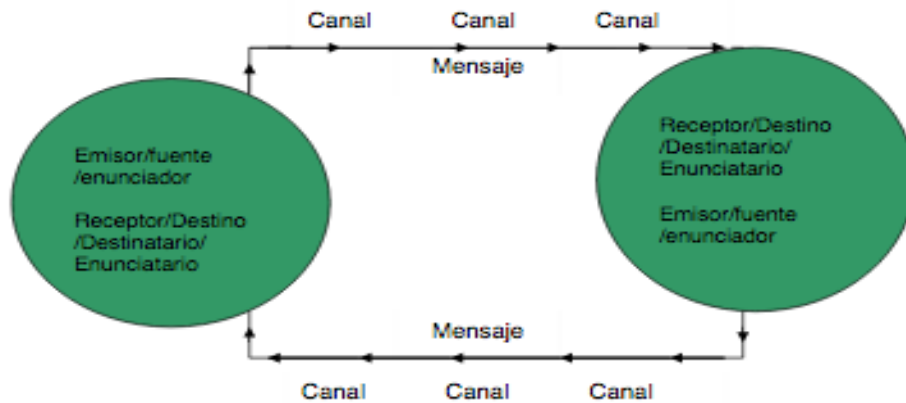 Canal Canal Canal
Mensaje
Emisor/fuente
/enunciador
Receptor/Destino
/Destinatario/
Enunciatario
Receptor/Destino
/Destinatario/
Enunciatario
Emisor/fuente
/enunciador
Mensaje
Canal Canal Canal